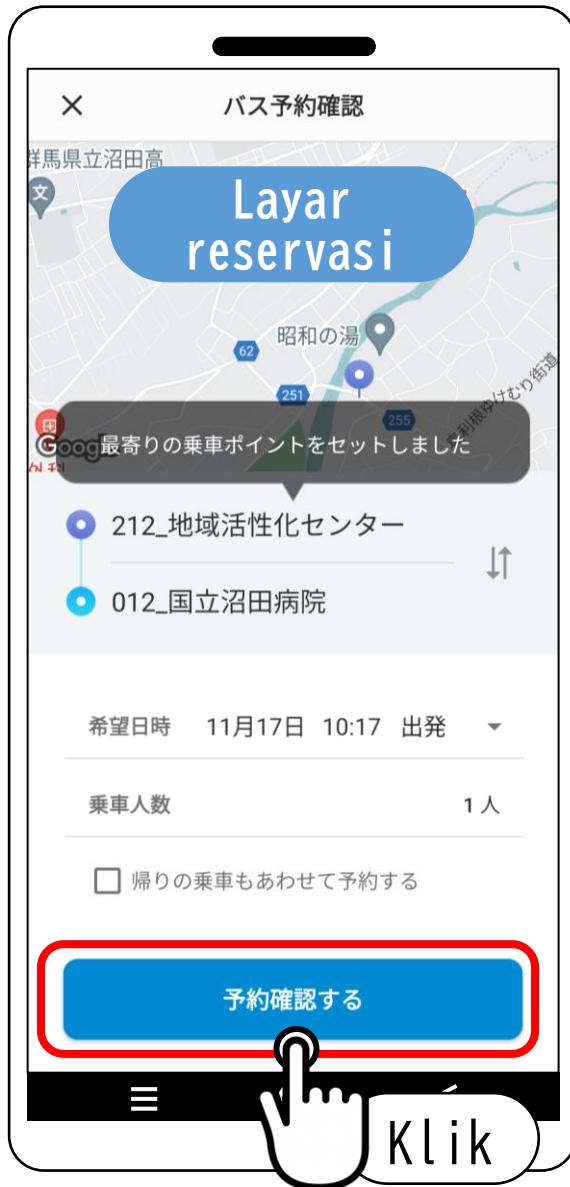 バス予約確認
群馬県立沼田高
文
Layar
reservasi
昭和の湯
62
251
255
利根ゆけむり街道
Google
外科
最寄りの乗車ポイントをセットしました
212_地域活性化センター
012_国立沼田病院
希望日時 11月17日 10:17 出発
乗車人数 1人
帰りの乗車もあわせて予約する
予約確認する
Klik